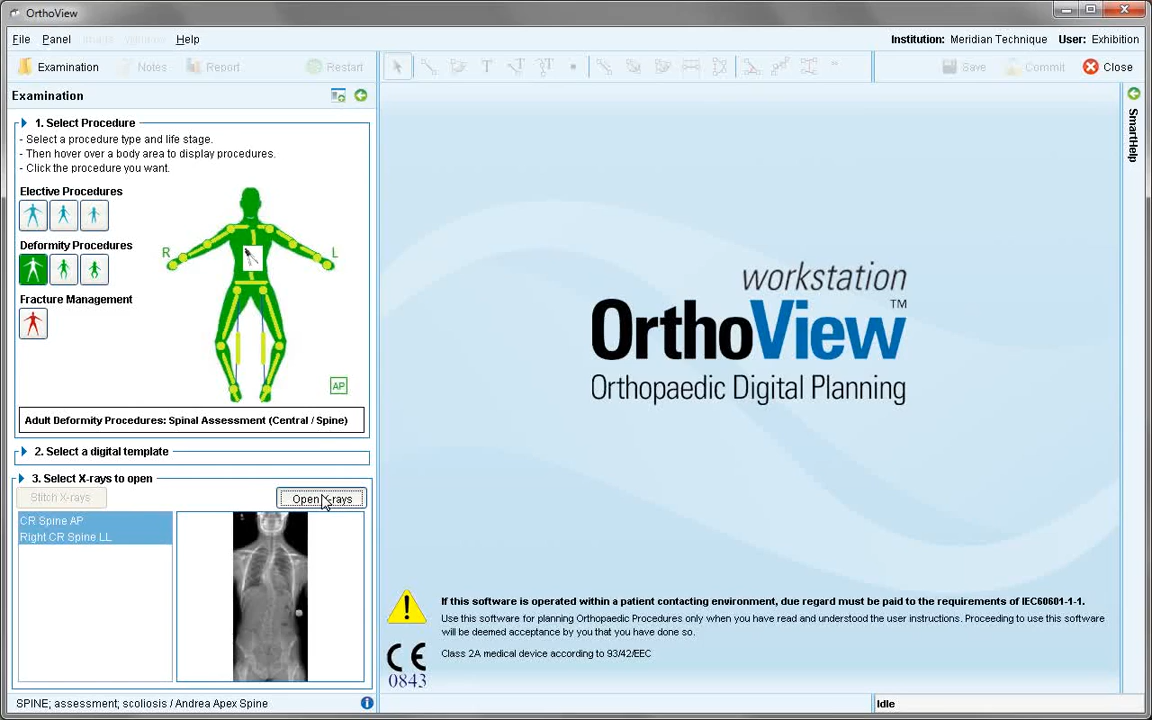 OrthoView
File Panel Help
Institution: Meridian Technique User: Exhibition
Examination Notes Report Restart
Save Commit Close
Examination
SmartHelp
1. Select Procedure
- Select a procedure type and life stage.
- Then hover over a body area to display procedures.
- Click the procedure you want.
Elective Procedures
Deformity Procedures
R L
Fracture Management
AP
Adult Deformity Procedures: Spinal Assessment (Central / Spine)
2. Select a digital template
3. Select X-rays to open
Stitch X-rays Open X-rays
CR Spine AP
Right CR Spine LL
SPINE; assessment; scoliosis / Andrea Apex Spine
workstation
OrthoView™
Orthopaedic Digital Planning
If this software is operated within a patient contacting environment, due regard must be paid to the requirements of IEC60601-1-1.
Use this software for planning Orthopaedic Procedures only when you have read and understood the user instructions. Proceeding to use this software
will be deemed acceptance by you that you have done so.
Class 2A medical device according to 93/42/EEC
CE
0843
Idle